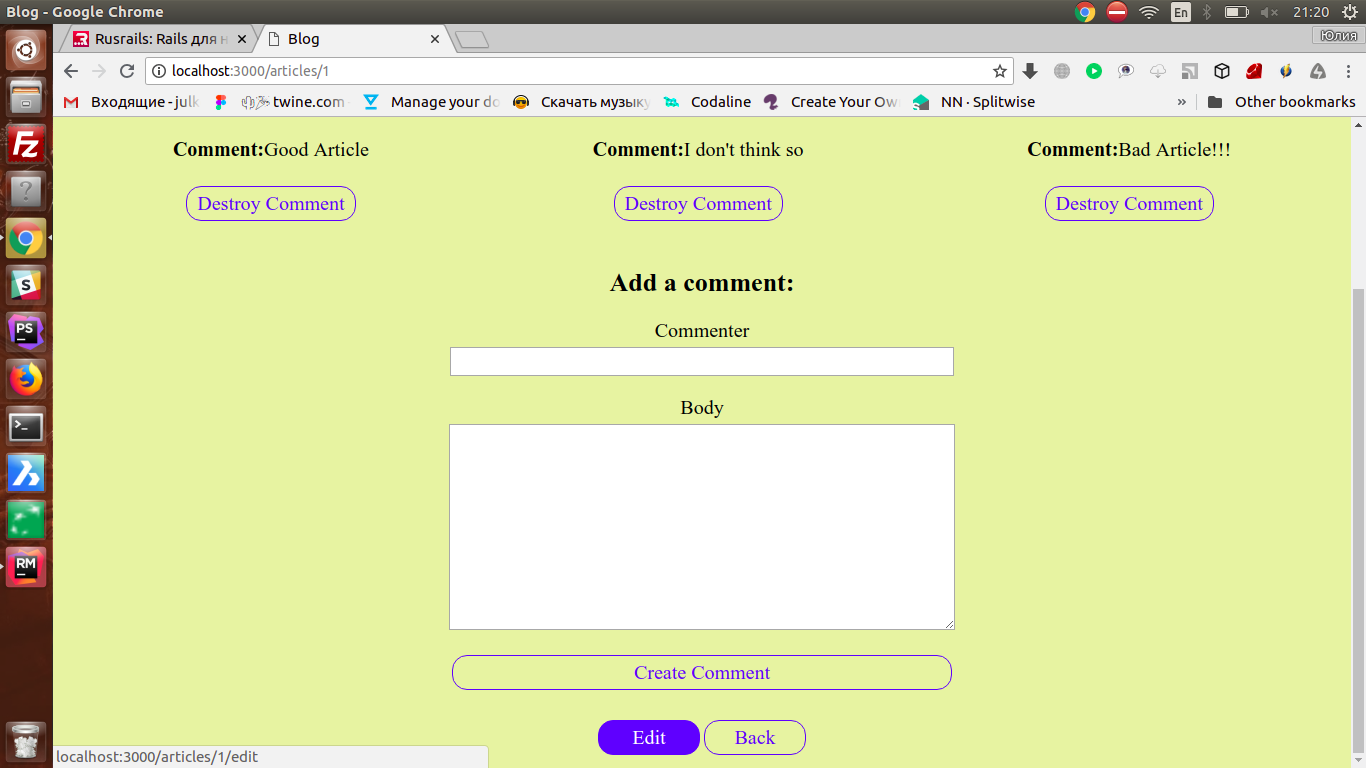 Blog - Google Chrome
En
21:20
Rusrails: Rails для н
Blog
Юлия
localhost:3000/articles/1
Входящие - julk
twine.com
Manage your do
Скачать музыку
Codaline
Create Your Own
NN · Splitwise
»
Other bookmarks
Comment:Good Article
Comment:I don't think so
Comment:Bad Article!!!
Destroy Comment
Destroy Comment
Destroy Comment
Add a comment:
Commenter
Body
Create Comment
Edit
Back
localhost:3000/articles/1/edit
Fz
?
S
PS
>_
RM